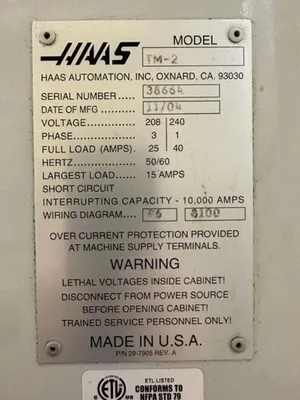 HAAS
MODEL
TM-2
HAAS AUTOMATION, INC, OXNARD, CA. 93030
SERIAL NUMBER ..... 38664
DATE OF MFG ........ 11/04
VOLTAGE .............. 208 240
PHASE ................. 3 1
FULL LOAD (AMPS). 25 40
HERTZ ................. 50/60
LARGEST LOAD....... 15 AMPS
SHORT CIRCUIT
INTERRUPTING CAPACITY - 10,000 AMPS
WIRING DIAGRAM... 8100
OVER CURRENT PROTECTION PROVIDED
AT MACHINE SUPPLY TERMINALS.
WARNING
LETHAL VOLTAGES INSIDE CABINET!
DISCONNECT FROM POWER SOURCE
BEFORE OPENING CABINET!
TRAINED SERVICE PERSONNEL ONLY!
MADE IN U.S.A.
P/N 29-7905 REV. A
ETL LISTED
CONFORMS TO
NFPA STD 79